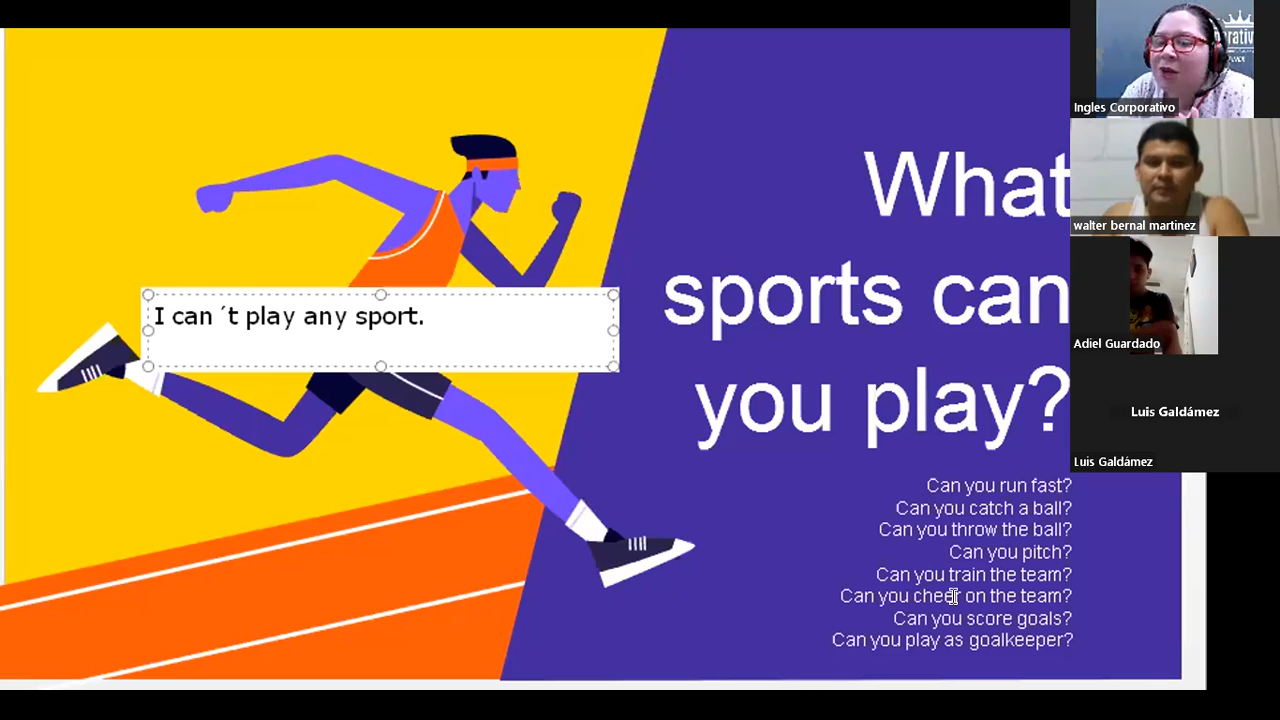 What
sports can
you play?
I can ´t play any sport.
Can you run fast?
Can you catch a ball?
Can you throw the ball?
Can you pitch?
Can you train the team?
Can you cheer on the team?
Can you score goals?
Can you play as goalkeeper?
Ingles Corporativo
walter bernal martinez
Adiel Guardado
Luis Galdámez
Luis Galdámez